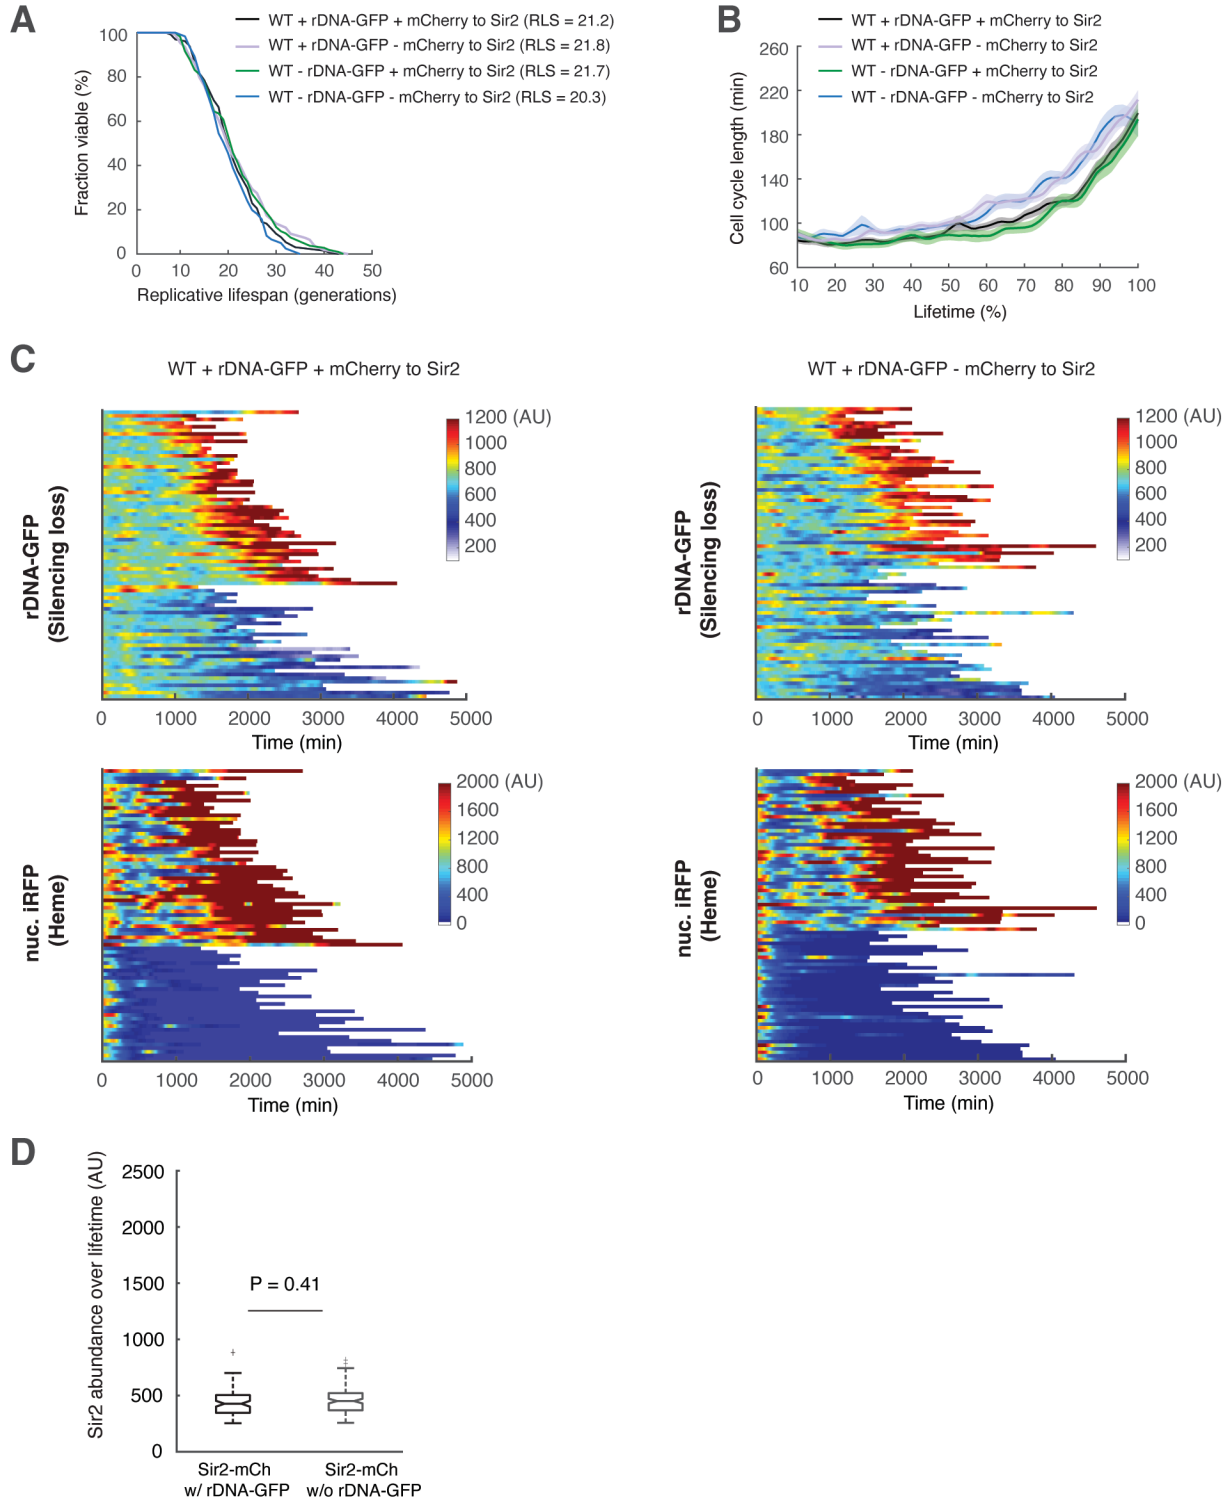 A
WT + rDNA-GFP + mCherry to Sir2 (RLS = 21.2)
WT + rDNA-GFP - mCherry to Sir2 (RLS = 21.8)
WT - rDNA-GFP + mCherry to Sir2 (RLS = 21.7)
WT - rDNA-GFP - mCherry to Sir2 (RLS = 20.3)
Fraction viable (%)
100
80
60
40
20
0
0 10 20 30 40 50
Replicative lifespan (generations)
B
WT + rDNA-GFP + mCherry to Sir2
WT + rDNA-GFP - mCherry to Sir2
WT - rDNA-GFP + mCherry to Sir2
WT - rDNA-GFP - mCherry to Sir2
Cell cycle length (min)
260
220
180
140
100
60
10 20 30 40 50 60 70 80 90 100
Lifetime (%)
C
WT + rDNA-GFP + mCherry to Sir2
rDNA-GFP
(Silencing loss)
1200 (AU)
1000
800
600
400
200
0 1000 2000 3000 4000 5000
Time (min)
WT + rDNA-GFP - mCherry to Sir2
rDNA-GFP
(Silencing loss)
1200 (AU)
1000
800
600
400
200
0 1000 2000 3000 4000 5000
Time (min)
nuc. iRFP
(Heme)
2000 (AU)
1600
1200
800
400
0
0 1000 2000 3000 4000 5000
Time (min)
nuc. iRFP
(Heme)
2000 (AU)
1600
1200
800
400
0
0 1000 2000 3000 4000 5000
Time (min)
D
Sir2 abundance over lifetime (AU)
2500
2000
1500
1000
500
0
P = 0.41
Sir2-mCh
w/ rDNA-GFP
Sir2-mCh
w/o rDNA-GFP